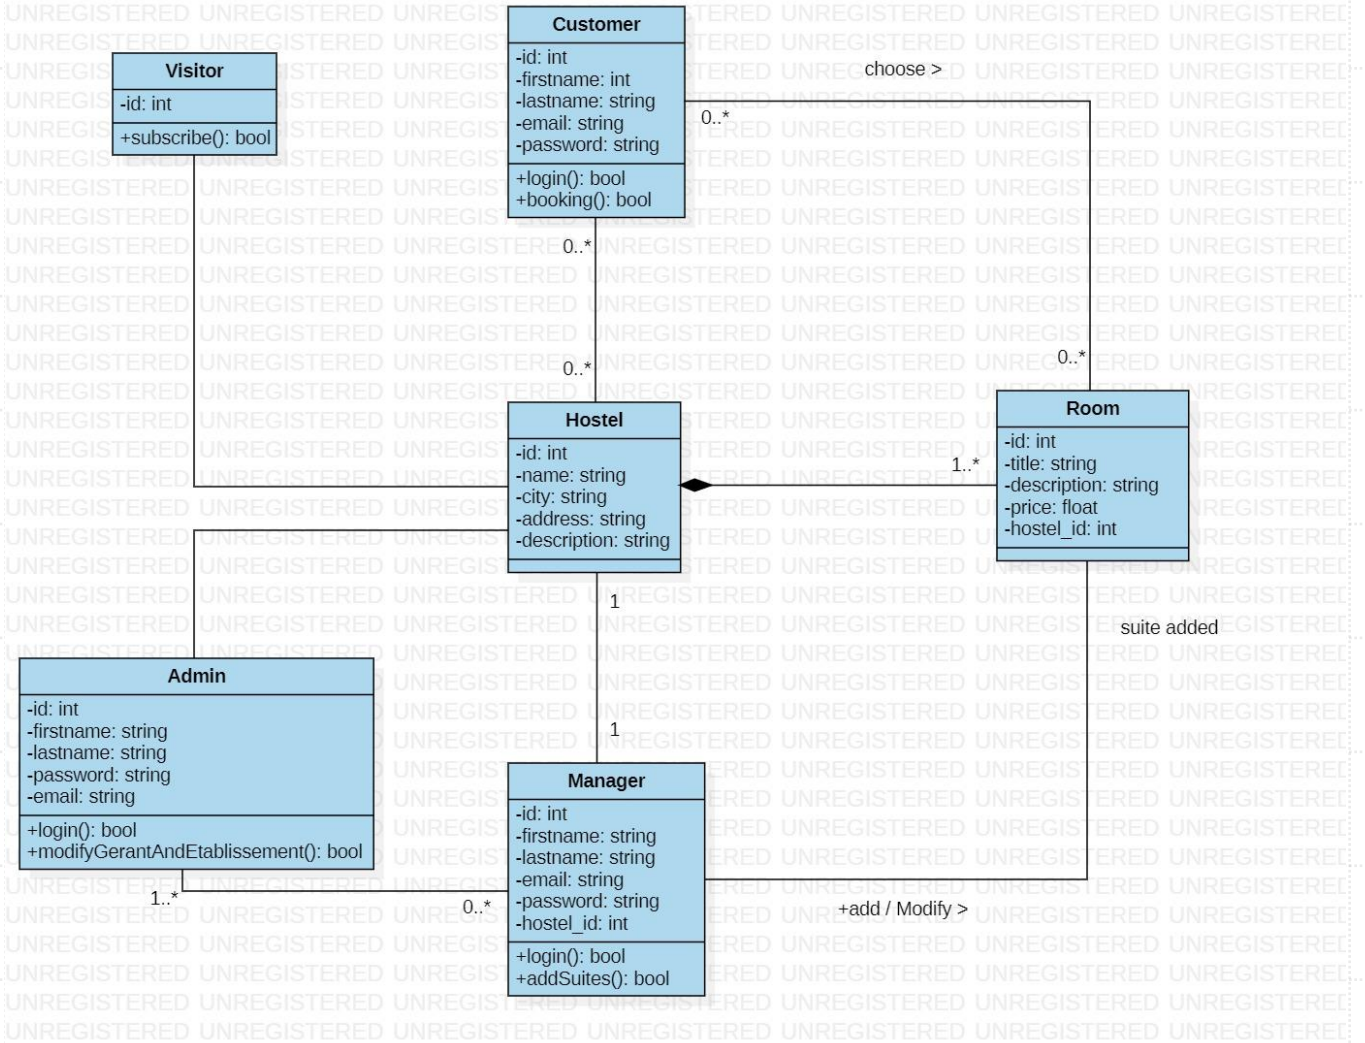 Customer
-id: int
-firstname: int
-lastname: string
-email: string
-password: string
+login(): bool
+booking(): bool
choose >
0..*
0..*
Visitor
-id: int
+subscribe(): bool
0..*
0..*
Hostel
-id: int
-name: string
-city: string
-address: string
-description: string
1..*
Room
-id: int
-title: string
-description: string
-price: float
-hostel_id: int
1
1
suite added
Admin
-id: int
-firstname: string
-lastname: string
-password: string
-email: string
+login(): bool
+modifyGerantAndEtablissement(): bool
1..*
0..*
Manager
-id: int
-firstname: string
-lastname: string
-email: string
-password: string
-hostel_id: int
+login(): bool
+addSuites(): bool
+add / Modify >
UNREGISTERED